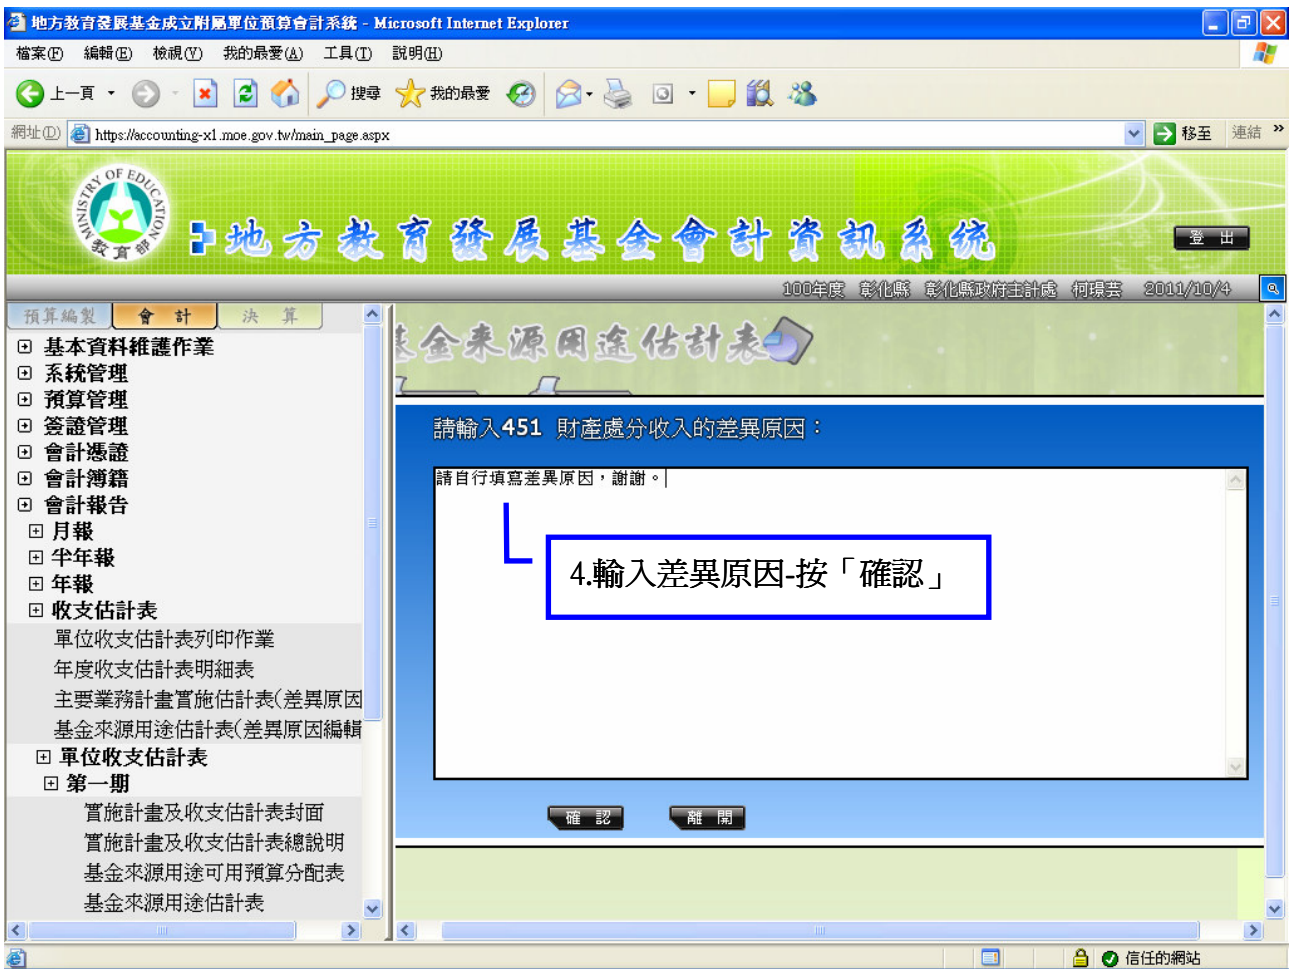 地方教育發展基金成立附屬單位預算會計系統 - Microsoft Internet Explorer
檔案(F) 編輯(E) 檢視(V) 我的最愛(A) 工具(T) 說明(H)
上一頁 搜尋 我的最愛
網址(D) https://accounting-x1.moe.gov.tw/main_page.aspx 移至 連結 »
MINISTRY OF EDUCATION
教育部
地方教育發展基金會計資訊系統
登出
100年度 彰化縣 彰化縣政府主計處 柯璟芸 2011/10/4
預算編製 會計 決算
基本資料維護作業
系統管理
預算管理
簽證管理
會計憑證
會計簿籍
會計報告
月報
半年報
年報
收支估計表
單位收支估計表列印作業
年度收支估計表明細表
主要業務計畫實施估計表(差異原因
基金來源用途估計表(差異原因編輯
單位收支估計表
第一期
實施計畫及收支估計表封面
實施計畫及收支估計表總說明
基金來源用途可用預算分配表
基金來源用途估計表
基金來源用途估計表
請輸入451 財產處分收入的差異原因：
請自行填寫差異原因，謝謝。
4.輸入差異原因-按「確認」
確認 離開
信任的網站